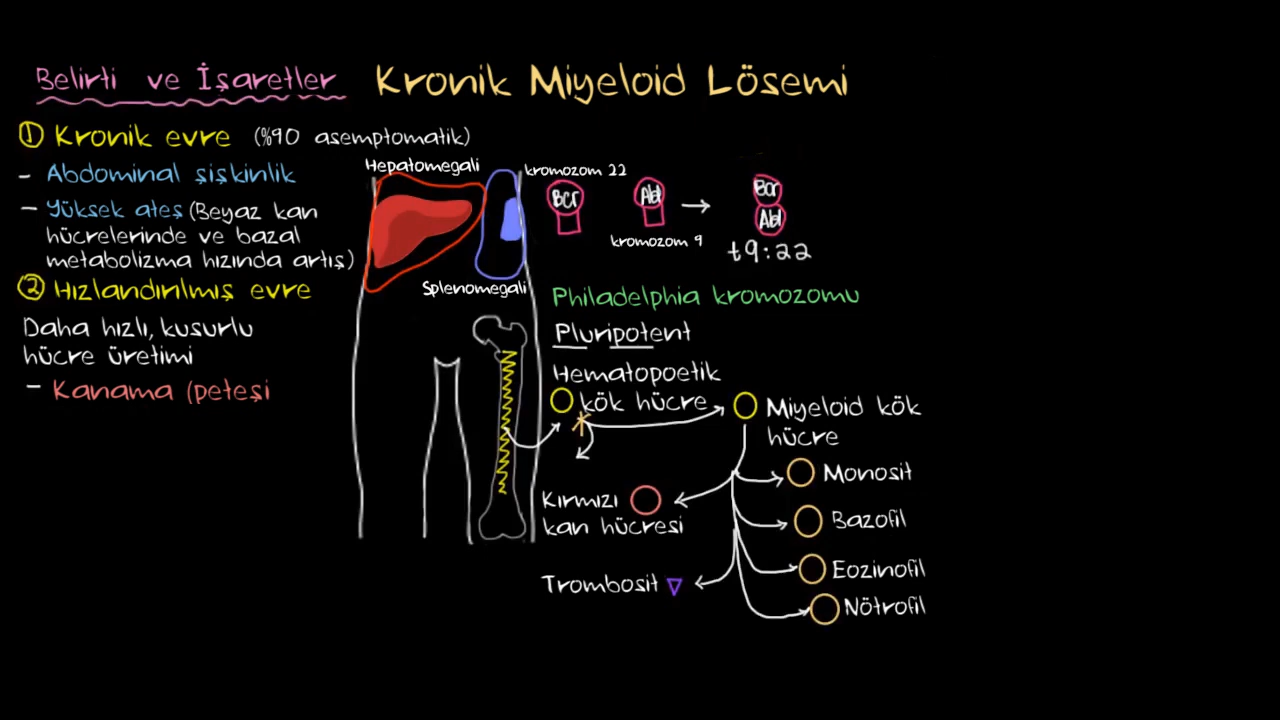 Belirti ve İşaretler
Kronik Miyeloid Lösemi
1 Kronik evre (%90 asemptomatik)
- Abdominal şişkinlik
- Yüksek ateş (Beyaz kan
hücrelerinde ve bazal
metabolizma hızında artış)
2 Hızlandırılmış evre
Daha hızlı, kusurlu
hücre üretimi
- Kanama (peteşi
Hepatomegali
Splenomegali
kromozom 22
Bcr
Abl
kromozom 9
Bcr
Abl
t9:22
Philadelphia kromozomu
Pluripotent
Hematopoetik
kök hücre
Miyeloid kök
hücre
Monosit
Kırmızı
kan hücresi
Bazofil
Eozinofil
Trombosit
Nötrofil